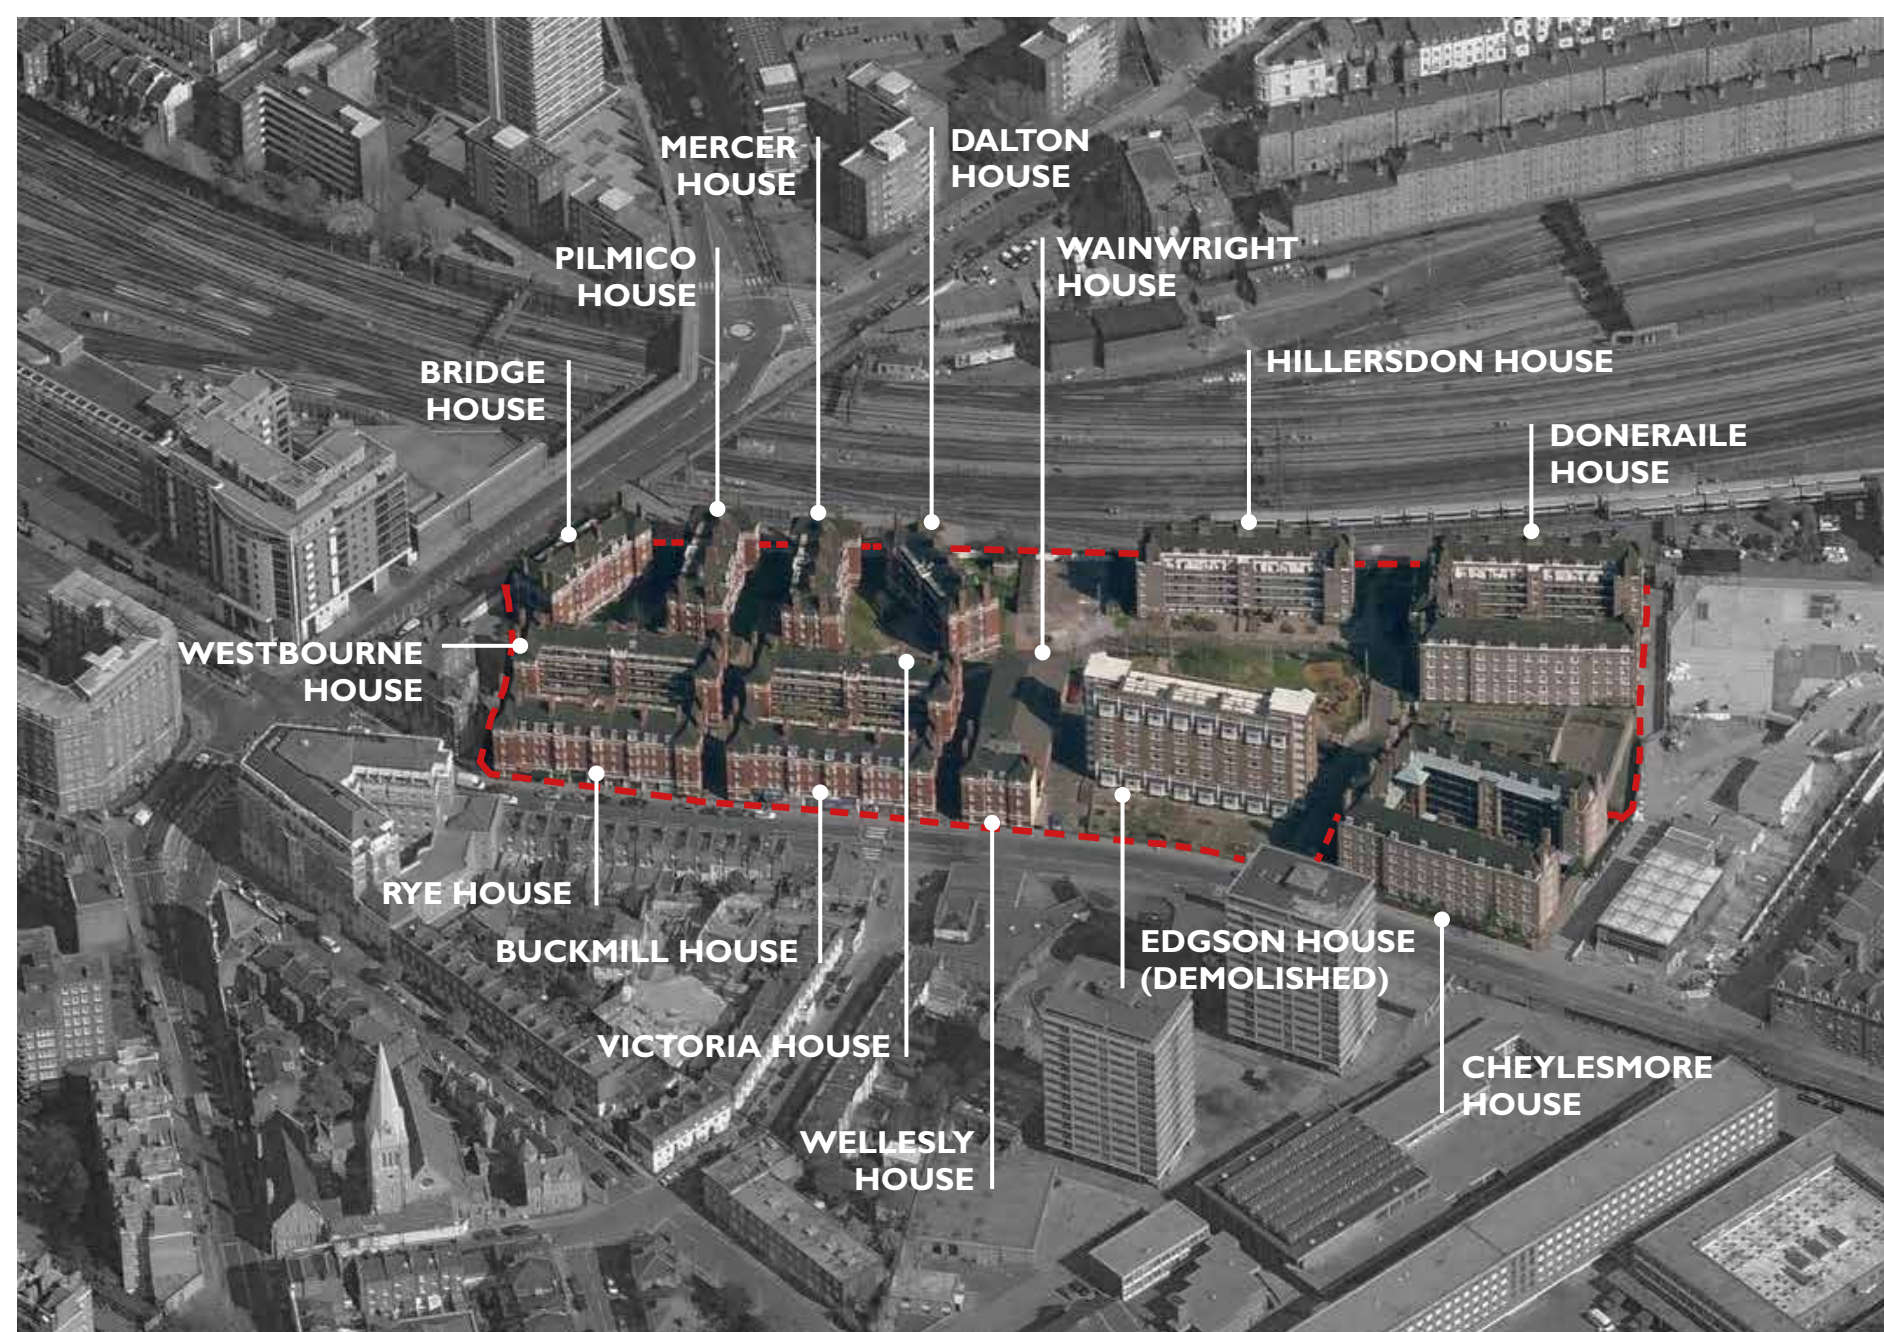 MERCER
HOUSE
DALTON
HOUSE
PILMICO
HOUSE
WAINWRIGHT
HOUSE
BRIDGE
HOUSE
HILLERSDON HOUSE
DONERAILE
HOUSE
WESTBOURNE
HOUSE
RYE HOUSE
BUCKMILL HOUSE
EDGSON HOUSE
(DEMOLISHED)
VICTORIA HOUSE
CHEYLESMORE
HOUSE
WELLESLY
HOUSE